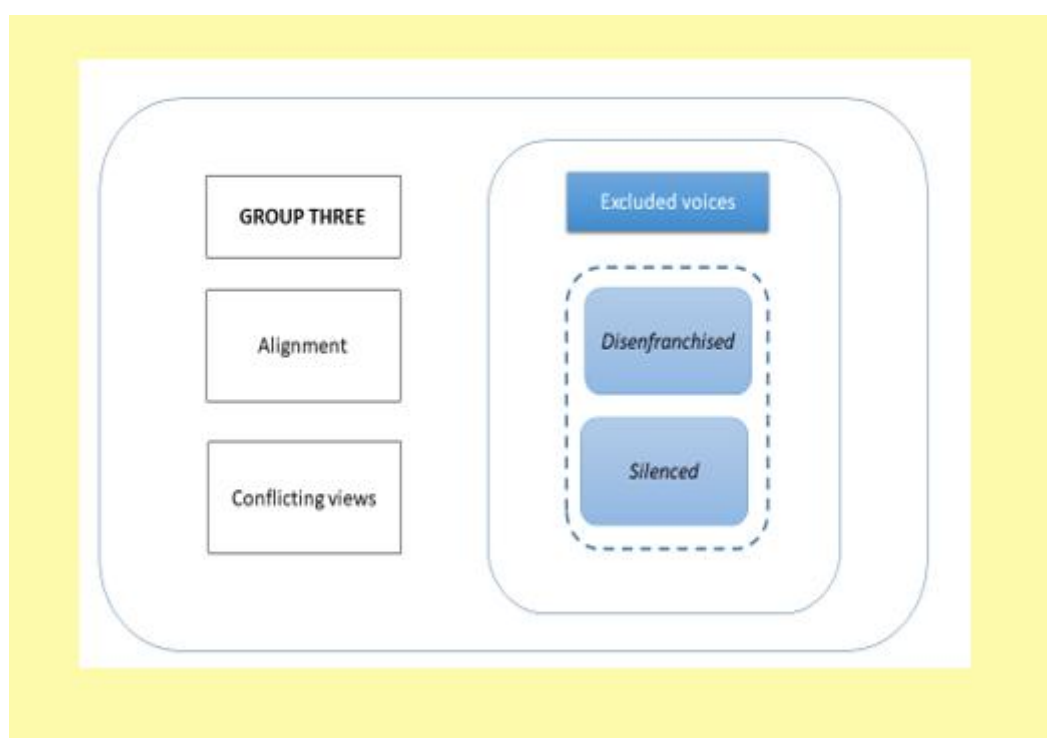 GROUP THREE
Alignment
Conflicting views
Excluded voices
Disenfranchised
Silenced